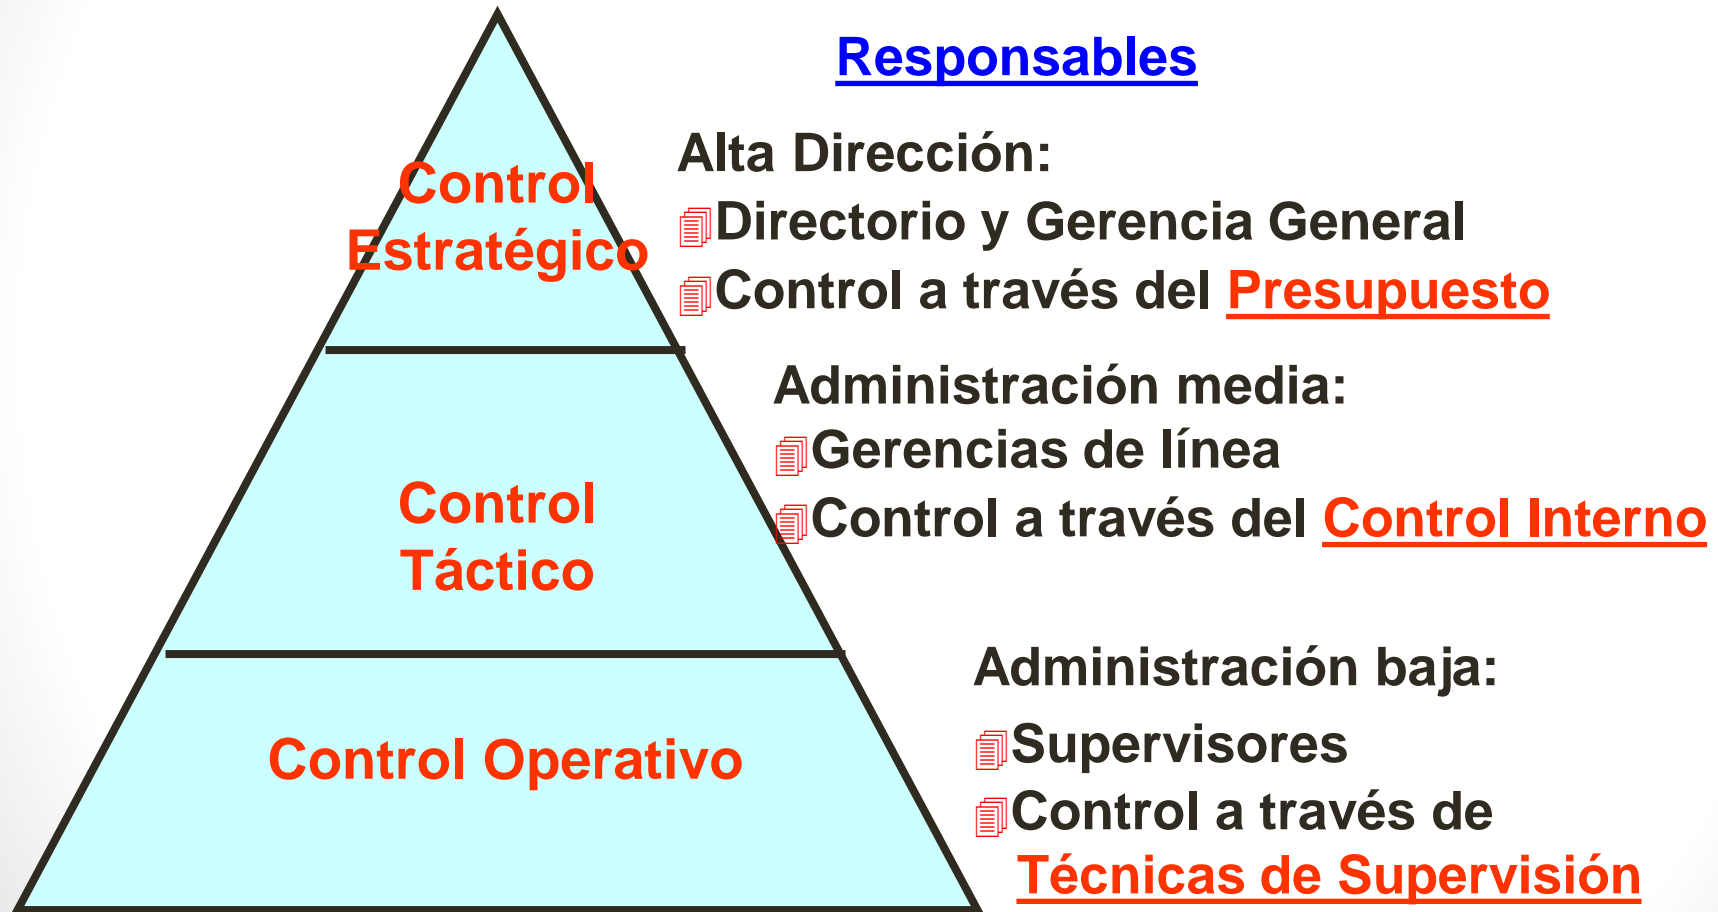 Responsables
Control
Estratégico
Alta Dirección:
Directorio y Gerencia General
Control a través del Presupuesto
Control
Táctico
Administración media:
Gerencias de línea
Control a través del Control Interno
Control Operativo
Administración baja:
Supervisores
Control a través de
Técnicas de Supervisión